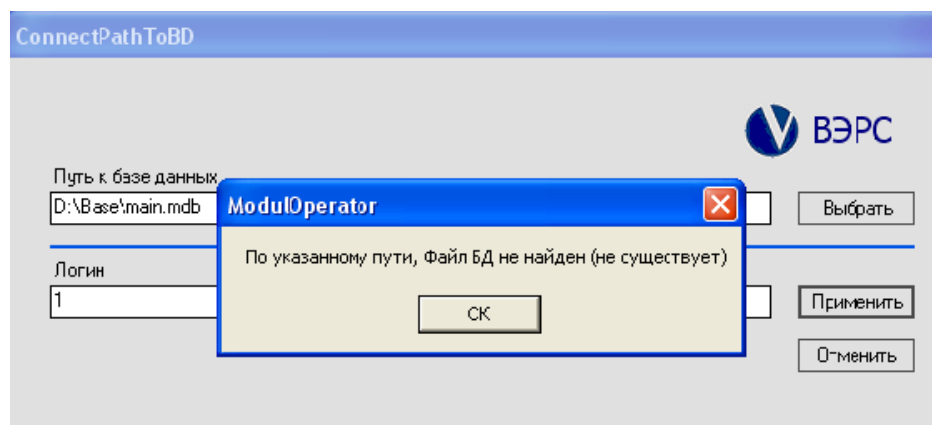 ConnectPathToBD
ВЭРС
Путь к базе данных
D:\Base\main.mdb
Выбрать
ModulOperator
По указанному пути, Файл БД не найден (не существует)
OK
Логин
1
Применить
Отменить